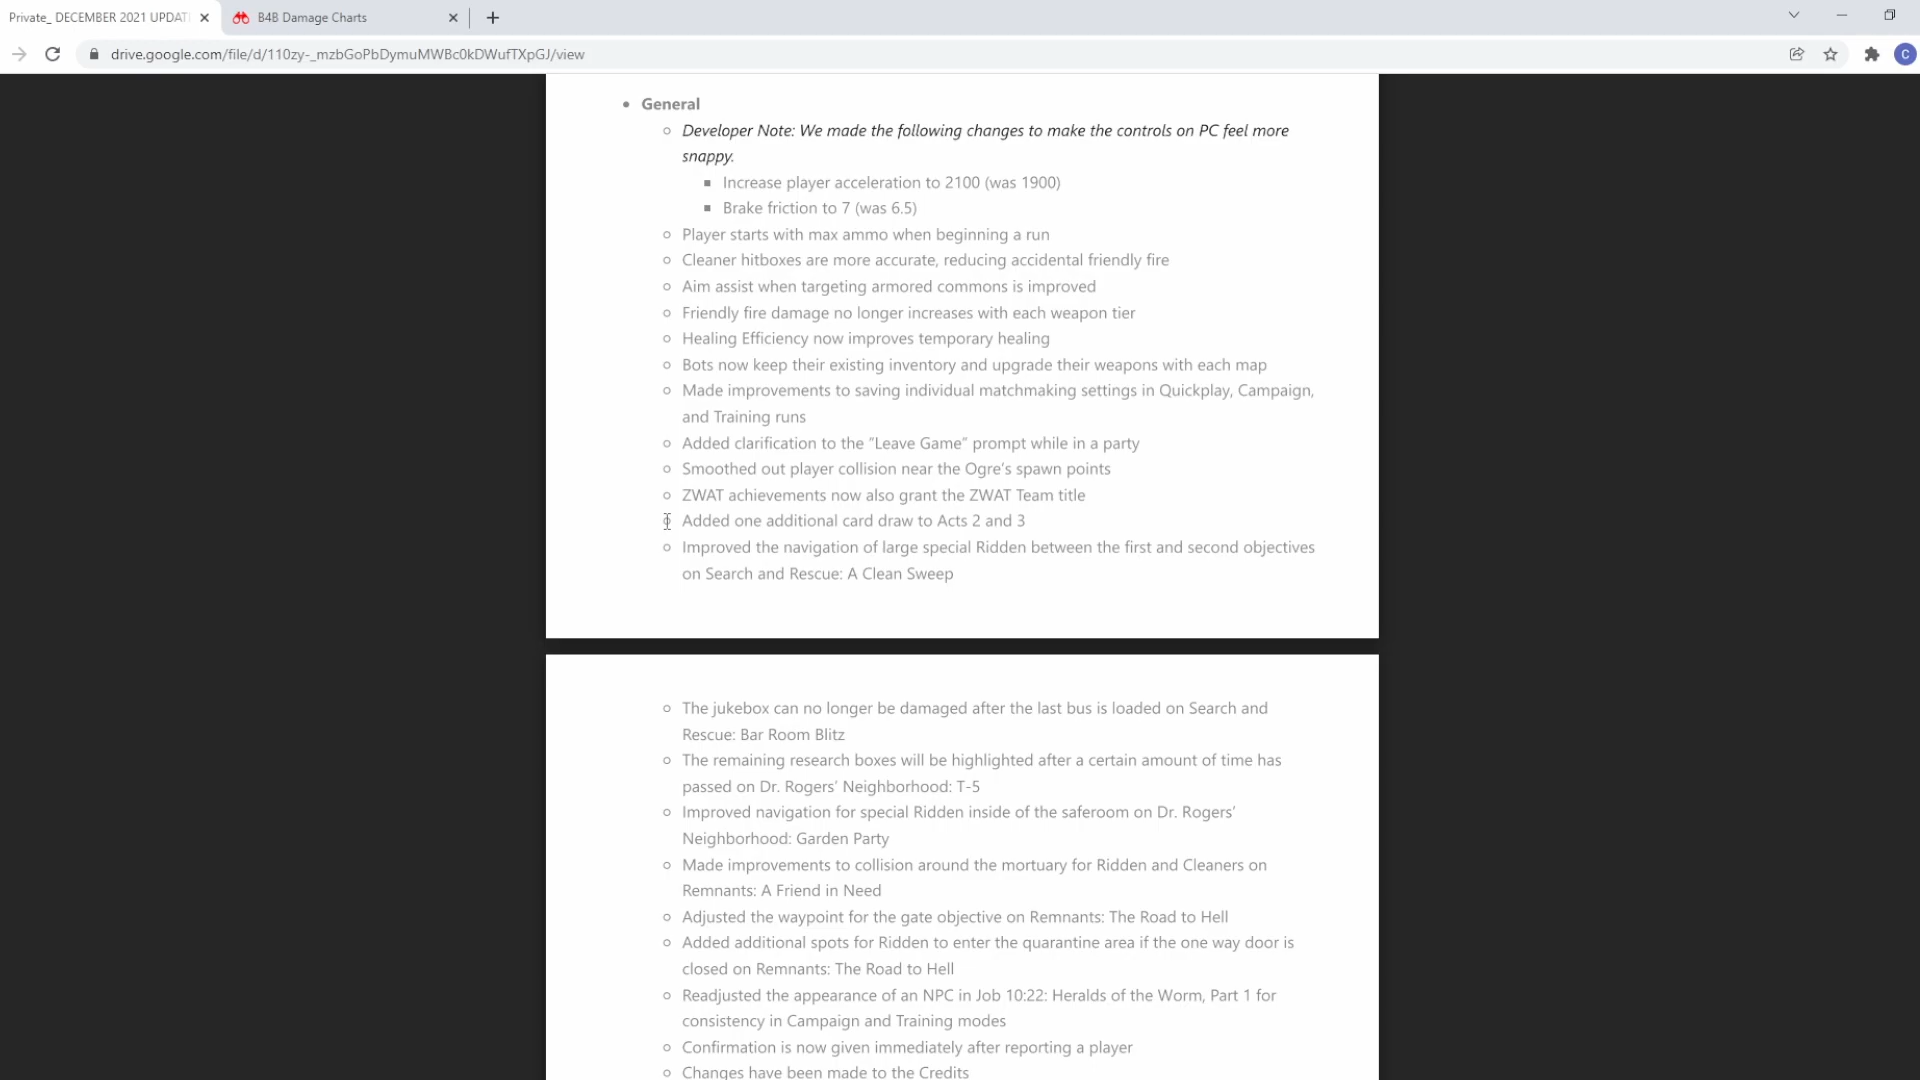 Private_ DECEMBER 2021 UPDAT
B4B Damage Charts
drive.google.com/file/d/110zy-_mzbGoPbDymuMWBc0kDWufTXpGJ/view
C
General
Developer Note: We made the following changes to make the controls on PC feel more
snappy.
Increase player acceleration to 2100 (was 1900)
Brake friction to 7 (was 6.5)
Player starts with max ammo when beginning a run
Cleaner hitboxes are more accurate, reducing accidental friendly fire
Aim assist when targeting armored commons is improved
Friendly fire damage no longer increases with each weapon tier
Healing Efficiency now improves temporary healing
Bots now keep their existing inventory and upgrade their weapons with each map
Made improvements to saving individual matchmaking settings in Quickplay, Campaign,
and Training runs
Added clarification to the “Leave Game” prompt while in a party
Smoothed out player collision near the Ogre’s spawn points
ZWAT achievements now also grant the ZWAT Team title
Added one additional card draw to Acts 2 and 3
Improved the navigation of large special Ridden between the first and second objectives
on Search and Rescue: A Clean Sweep
The jukebox can no longer be damaged after the last bus is loaded on Search and
Rescue: Bar Room Blitz
The remaining research boxes will be highlighted after a certain amount of time has
passed on Dr. Rogers’ Neighborhood: T-5
Improved navigation for special Ridden inside of the saferoom on Dr. Rogers’
Neighborhood: Garden Party
Made improvements to collision around the mortuary for Ridden and Cleaners on
Remnants: A Friend in Need
Adjusted the waypoint for the gate objective on Remnants: The Road to Hell
Added additional spots for Ridden to enter the quarantine area if the one way door is
closed on Remnants: The Road to Hell
Readjusted the appearance of an NPC in Job 10:22: Heralds of the Worm, Part 1 for
consistency in Campaign and Training modes
Confirmation is now given immediately after reporting a player
Changes have been made to the Credits